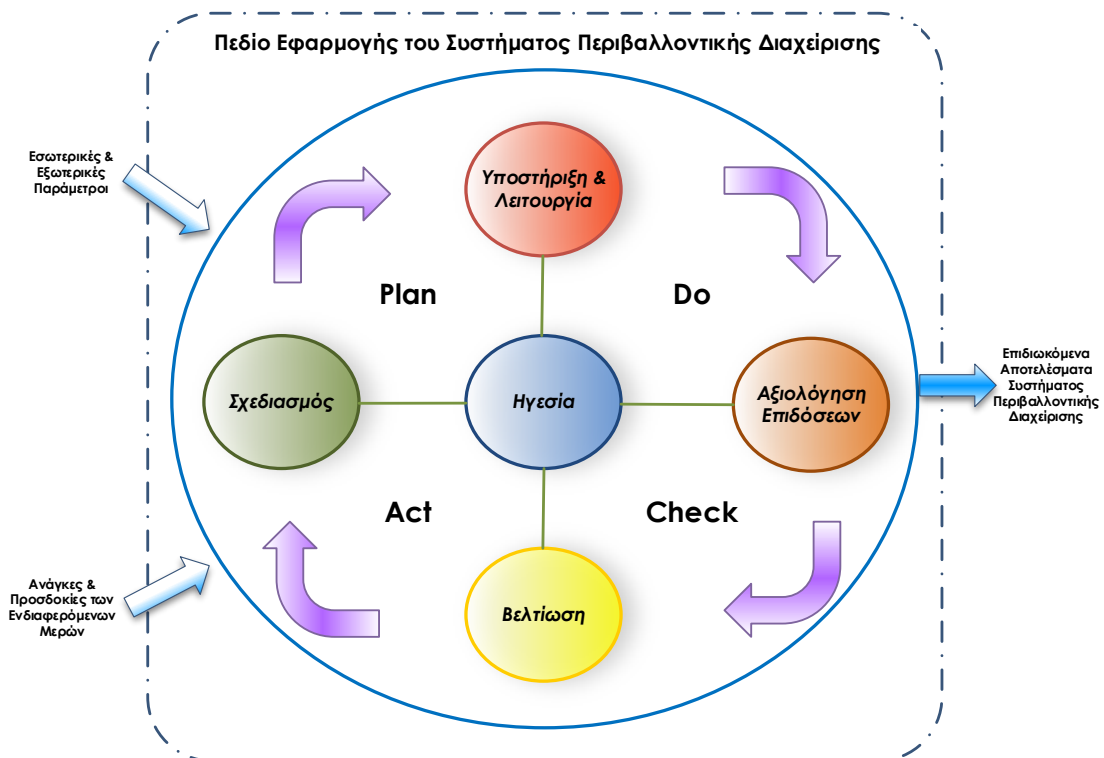 Πεδίο Εφαρμογής του Συστήματος Περιβαλλοντικής Διαχείρισης
Εσωτερικές &
Εξωτερικές
Παράμετροι
Υποστήριξη &
Λειτουργία
Plan
Do
Σχεδιασμός
Ηγεσία
Αξιολόγηση
Επιδόσεων
Επιδιωκόμενα
Αποτελέσματα
Συστήματος
Περιβαλλοντικής
Διαχείρισης
Act
Check
Ανάγκες &
Προσδοκίες των
Ενδιαφερόμενων
Μερών
Βελτίωση